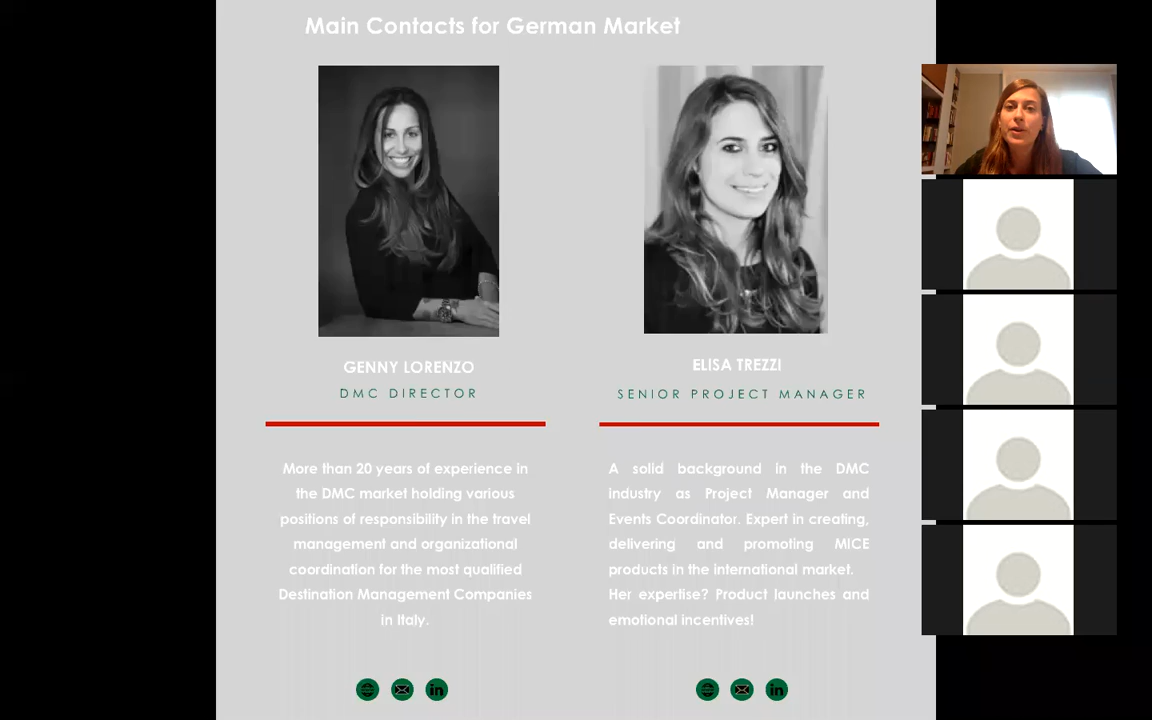 Main Contacts for German Market
GENNY LORENZO
DMC DIRECTOR
More than 20 years of experience in
the DMC market holding various
positions of responsibility in the travel
management and organizational
coordination for the most qualified
Destination Management Companies
in Italy.
ELISA TREZZI
SENIOR PROJECT MANAGER
A solid background in the DMC
industry as Project Manager and
Events Coordinator. Expert in creating,
delivering and promoting MICE
products in the international market.
Her expertise? Product launches and
emotional incentives!
in
in